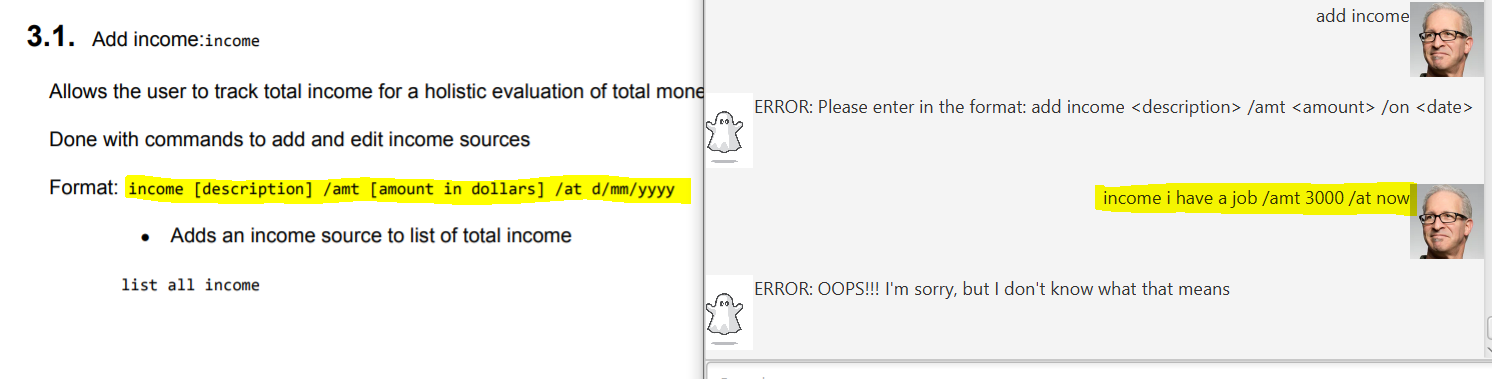 3.1. Add income:income
Allows the user to track total income for a holistic evaluation of total mone
Done with commands to add and edit income sources
Format: income [description] /amt [amount in dollars] /at d/mm/yyyy
• Adds an income source to list of total income
list all income
add income
ERROR: Please enter in the format: add income <description> /amt <amount> /on <date>
income i have a job /amt 3000 /at now
ERROR: OOPS!!! I'm sorry, but I don't know what that means